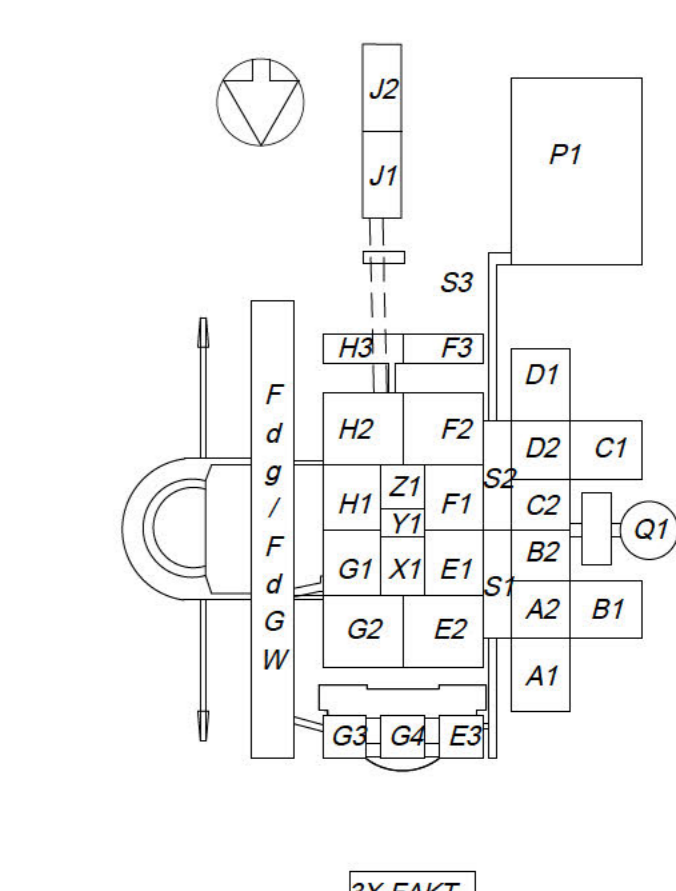 J2
P1
J1
S3
H3 F3
D1
F
d
g
/
F
d
G
W
H2 F2
D2 C1
Z1
S2
H1 F1
C2
Y1
Q1
B2
G1 X1 E1
S1
A2 B1
G2 E2
A1
G3 G4 E3